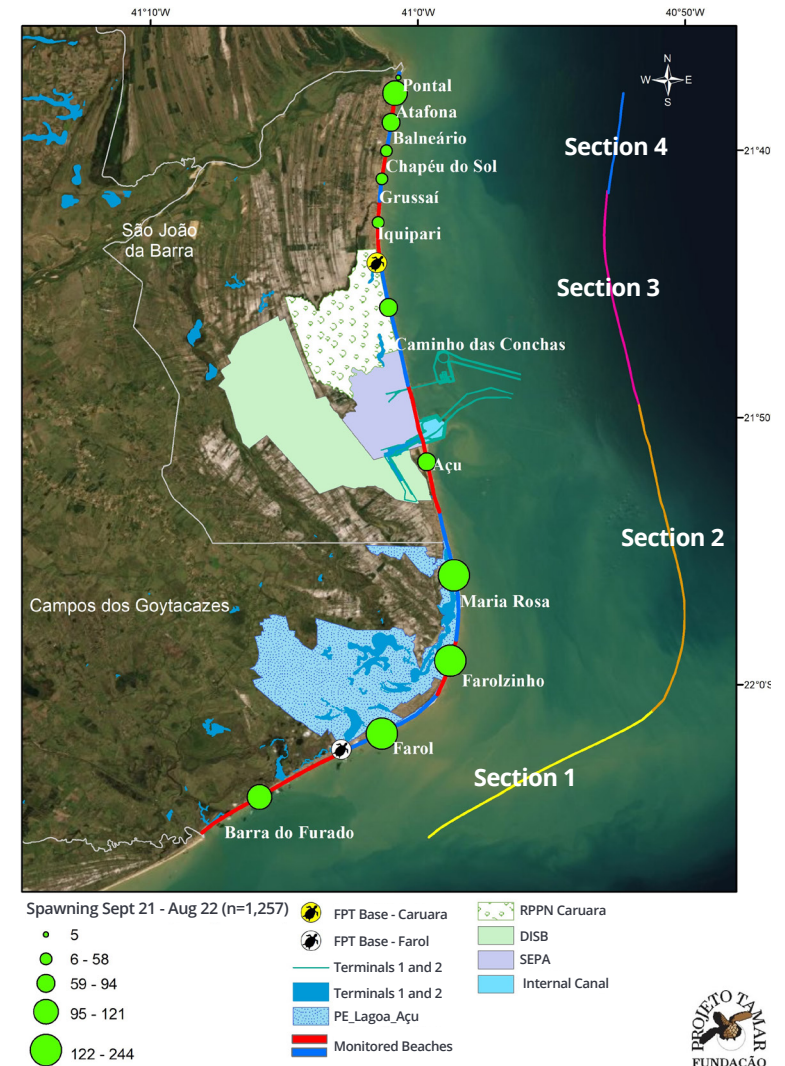 41°10'W 41°0'W 40°50'W
N
W E
S
Pontal
Atafona
Balneário
Section 4
21°40
Chapéu do Sol
Grussaí
São João
da Barra
Iquipari
Section 3
Caminho das Conchas
21°50
Açu
Section 2
Campos dos Goytacazes
Maria Rosa
Farolzinho
22°0'S
Farol
Section 1
Barra do Furado
Spawning Sept 21 - Aug 22 (n=1,257)
5
6 - 58
59 - 94
95 - 121
122 - 244
FPT Base - Caruara
FPT Base - Farol
Terminals 1 and 2
Terminals 1 and 2
PE_Lagoa_Açu
Monitored Beaches
RPPN Caruara
DISB
SEPA
Internal Canal
PROJETO TAMAR
FUNDAÇÃO